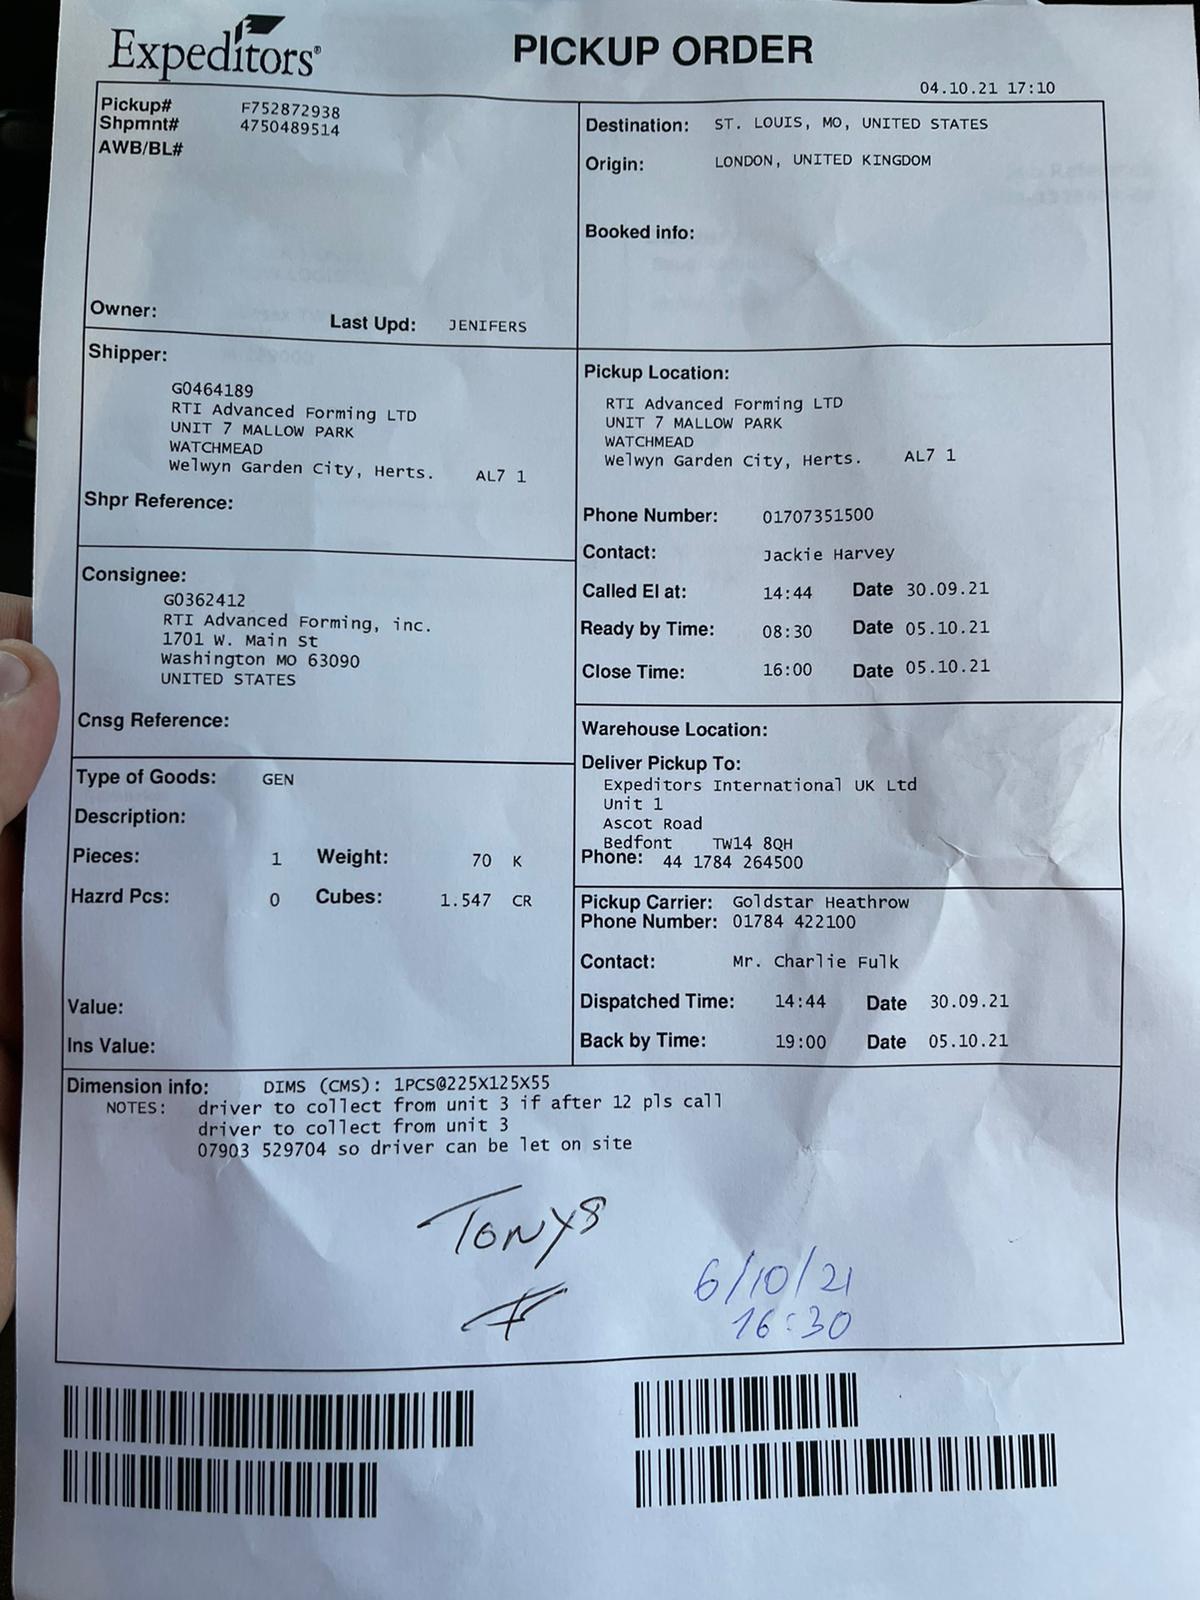 Expeditors®
PICKUP ORDER
04.10.21 17:10
Pickup# F752872938
Shpmnt# 4750489514
AWB/BL#
Owner:
Last Upd: JENIFERS
Destination: ST. LOUIS, MO, UNITED STATES
Origin: LONDON, UNITED KINGDOM
Booked info:
Shipper:
G0464189
RTI Advanced Forming LTD
UNIT 7 MALLOW PARK
WATCHMEAD
Welwyn Garden City, Herts. AL7 1
Shpr Reference:
Pickup Location:
RTI Advanced Forming LTD
UNIT 7 MALLOW PARK
WATCHMEAD
Welwyn Garden City, Herts. AL7 1
Phone Number: 01707351500
Contact: Jackie Harvey
Called EI at: 14:44 Date 30.09.21
Ready by Time: 08:30 Date 05.10.21
Close Time: 16:00 Date 05.10.21
Consignee:
G0362412
RTI Advanced Forming, inc.
1701 W. Main St
Washington MO 63090
UNITED STATES
Cnsg Reference:
Warehouse Location:
Deliver Pickup To:
Expeditors International UK Ltd
Unit 1
Ascot Road
Bedfont TW14 8QH
Phone: 44 1784 264500
Type of Goods: GEN
Description:
Pieces: 1 Weight: 70 K
Hazrd Pcs: 0 Cubes: 1.547 CR
Value:
Ins Value:
Pickup Carrier: Goldstar Heathrow
Phone Number: 01784 422100
Contact: Mr. Charlie Fulk
Dispatched Time: 14:44 Date 30.09.21
Back by Time: 19:00 Date 05.10.21
Dimension info: DIMS (CMS): 1PCS@225X125X55
NOTES: driver to collect from unit 3 if after 12 pls call
driver to collect from unit 3
07903 529704 so driver can be let on site
6/10/21
16:30